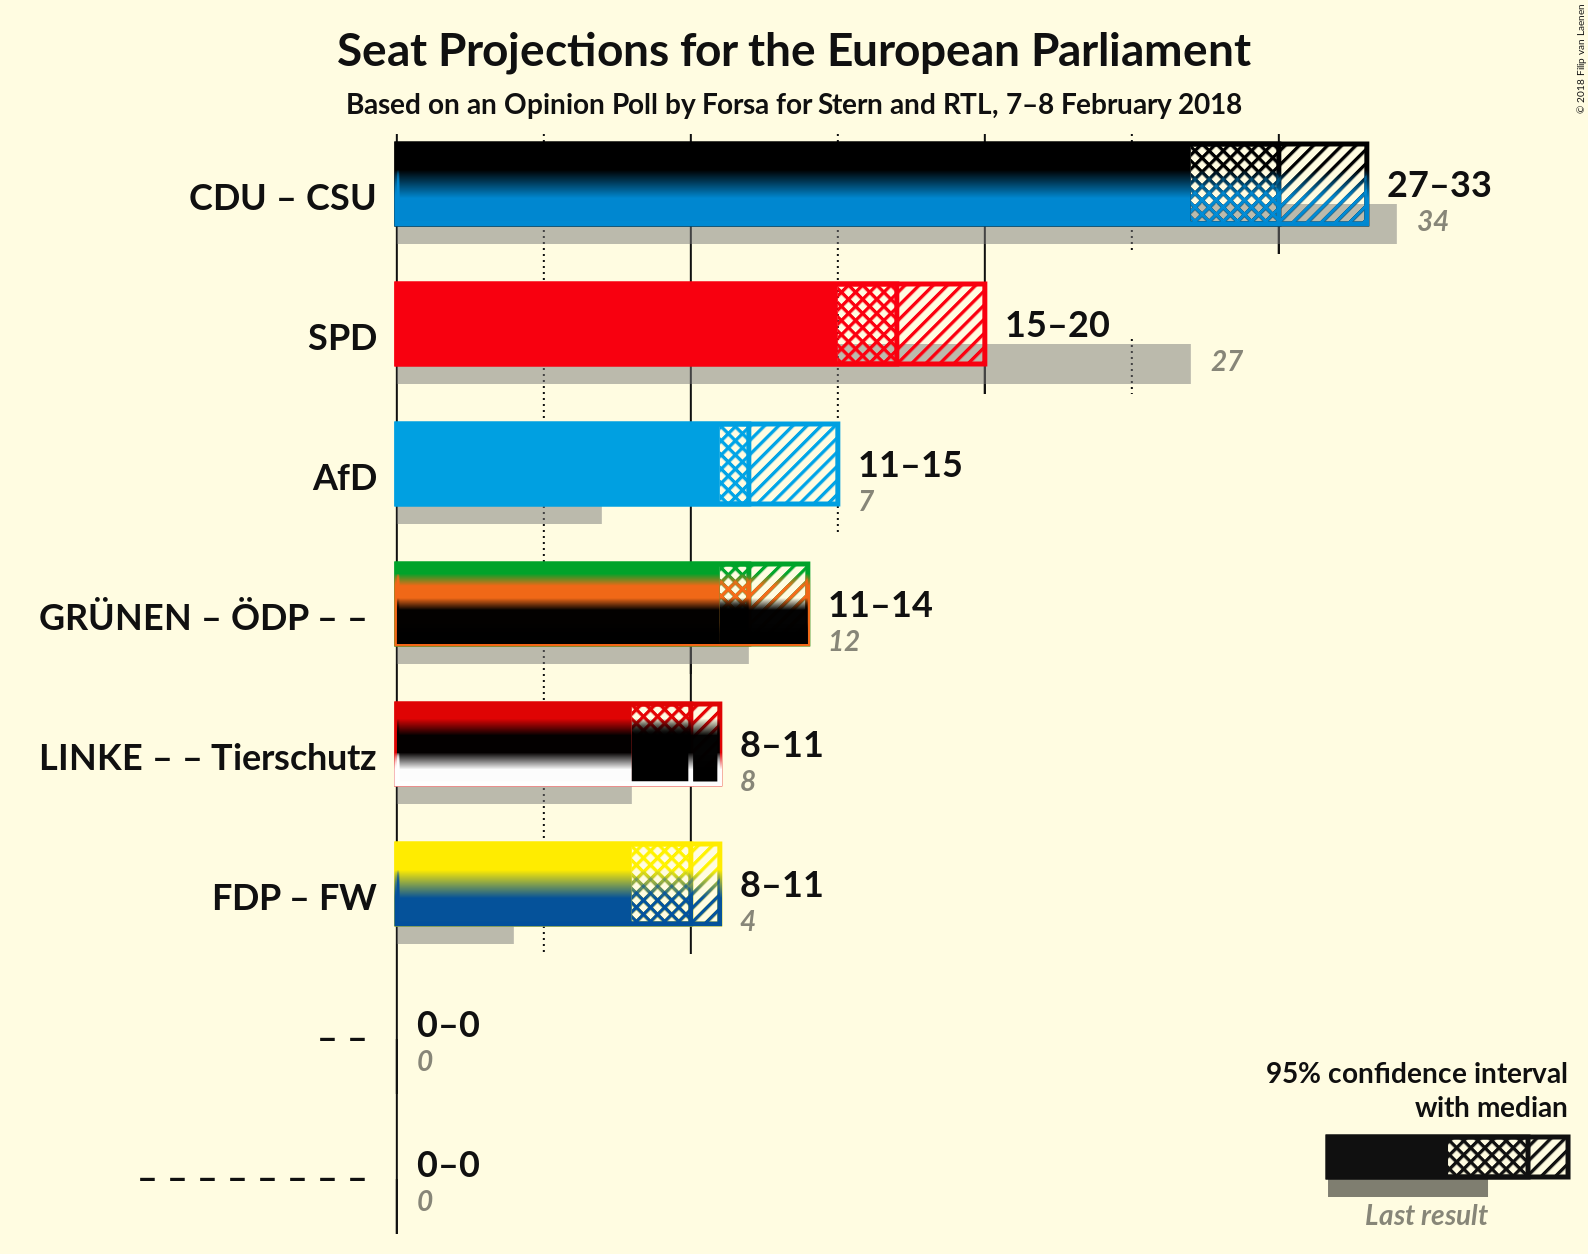 Seat Projections for the European Parliament
Based on an Opinion Poll by Forsa for Stern and RTL, 7–8 February 2018
© 2018 Filip van Laenen
CDU – CSU
27–33
34
SPD
15–20
27
AfD
11–15
7
GRÜNEN – ÖDP – –
11–14
12
LINKE – – Tierschutz
8–11
8
FDP – FW
8–11
4
– –
0–0
0
– – – – – – – –
0–0
0
95% confidence interval
with median
Last result